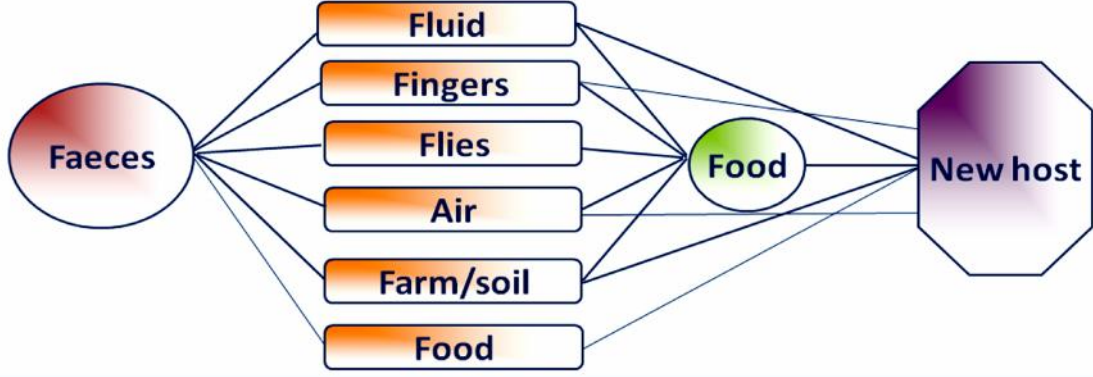 Faeces
Fluid
Fingers
Flies
Air
Farm/soil
Food
Food
New host